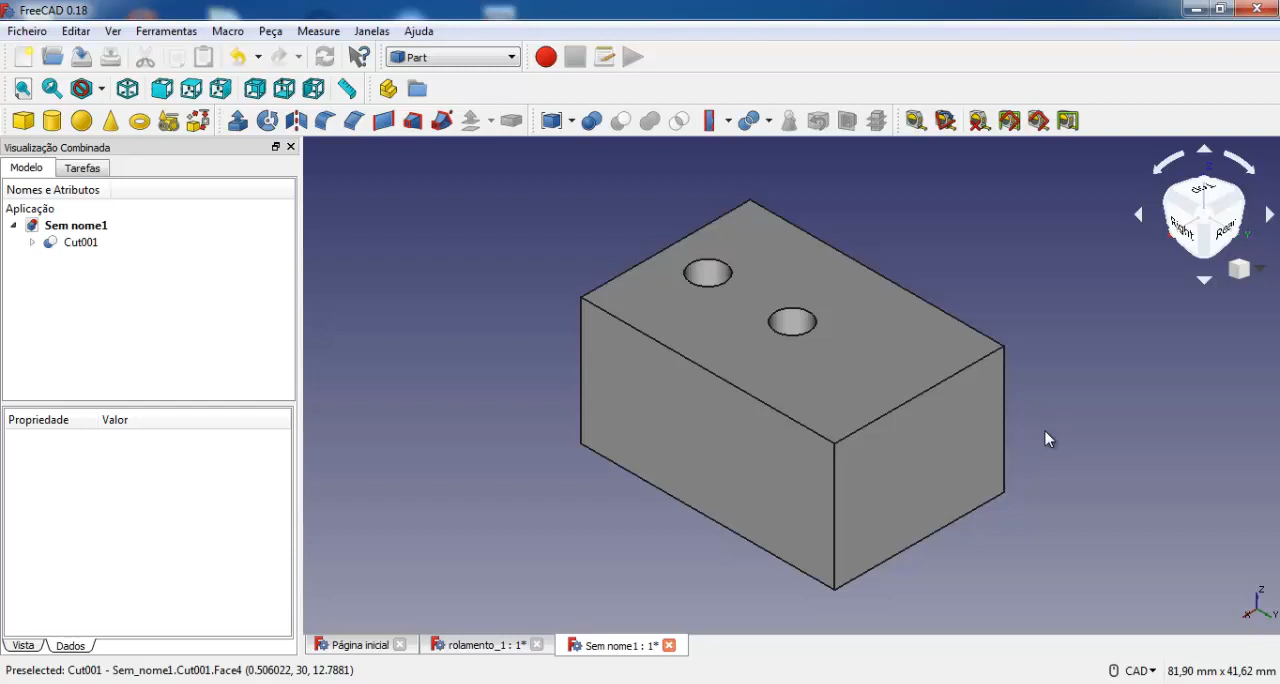 FreeCAD 0.18
Ficheiro Editar Ver Ferramentas Macro Peça Measure Janelas Ajuda
Part
Visualização Combinada
Modelo Tarefas
Nomes e Atributos
Aplicação
Sem nome1
Cut001
Top
Right Rear
Z
X Y
Propriedade Valor
Vista Dados
Página inicial rolamento_1 : 1* Sem nome1 : 1*
Preselected: Cut001 - Sem_nome1.Cut001.Face4 (0.506022, 30, 12.7881)
CAD 81,90 mm x 41,62 mm